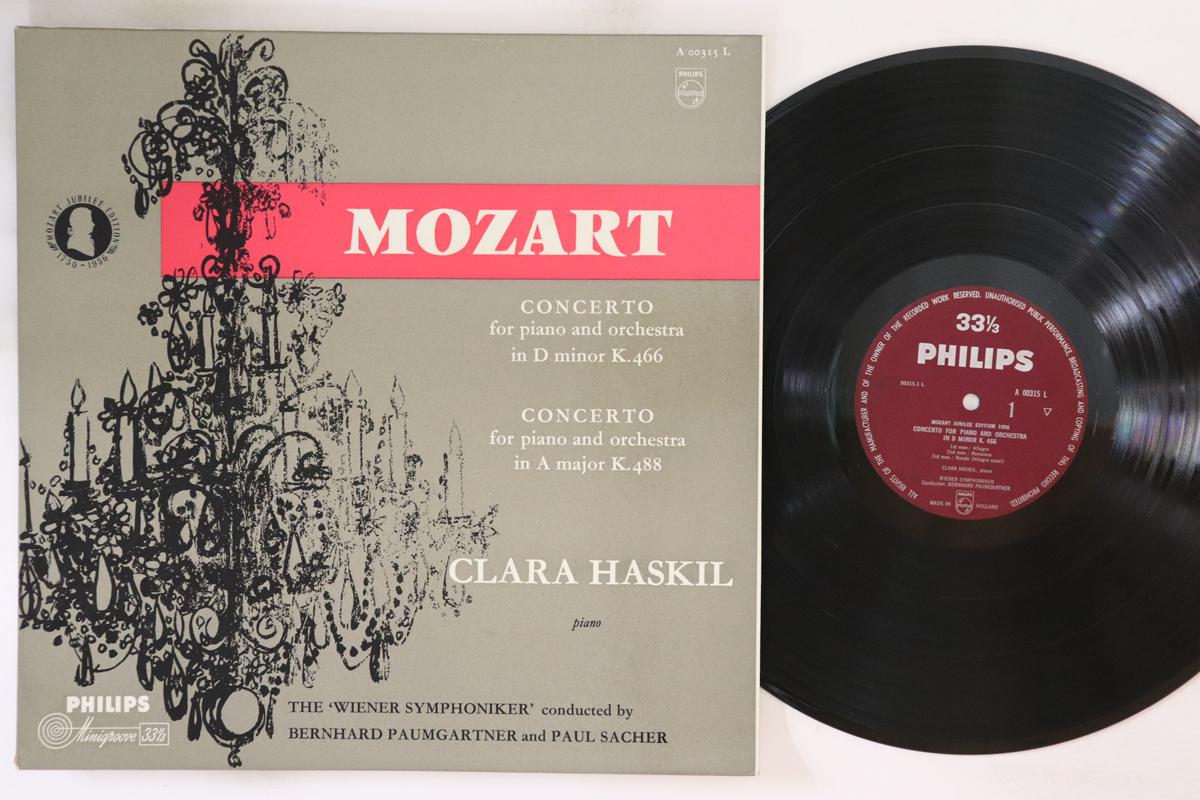 A 00315 L
PHILIPS
MOZART JUBILEE EDITION
1756-1956
MOZART
CONCERTO
for piano and orchestra
in D minor K.466
CONCERTO
for piano and orchestra
in A major K.488
CLARA HASKIL
piano
PHILIPS
Minigroove 33⅓
THE ‘WIENER SYMPHONIKER’ conducted by
BERNHARD PAUMGARTNER and PAUL SACHER
ALL RIGHTS OF THE MANUFACTURER AND OF THE OWNER OF THE RECORDED WORK RESERVED. UNAUTHORISED PUBLIC PERFORMANCE, BROADCASTING AND COPYING OF THIS RECORD PROHIBITED
33⅓
PHILIPS
00315.1 L
A 00315 L
1
MOZART JUBILEE EDITION 1956
CONCERTO FOR PIANO AND ORCHESTRA
IN D MINOR K. 466
1st mov.: Allegro
2nd mov.: Romance
3rd mov.: Rondo (Allegro assai)
CLARA HASKIL, piano
WIENER SYMPHONIKER
Conductor: BERNHARD PAUMGARTNER
MADE IN HOLLAND
PHILIPS